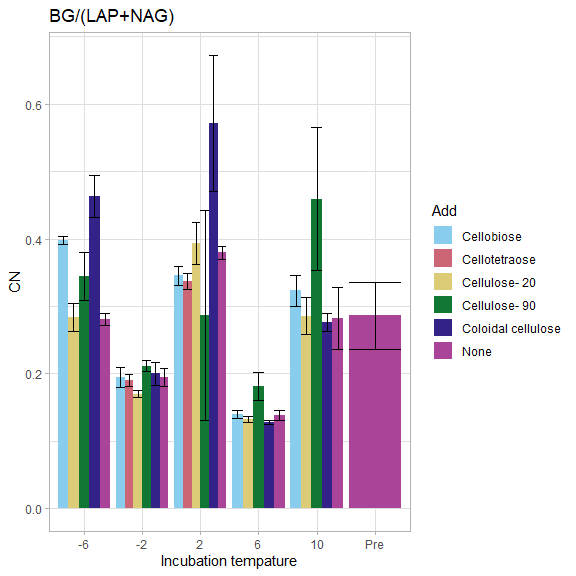 BG/(LAP+NAG)
CN
0.6
0.4
0.2
0.0
-6 -2 2 6 10 Pre
Incubation tempature
Add
Cellobiose
Cellotetraose
Cellulose- 20
Cellulose- 90
Coloidal cellulose
None